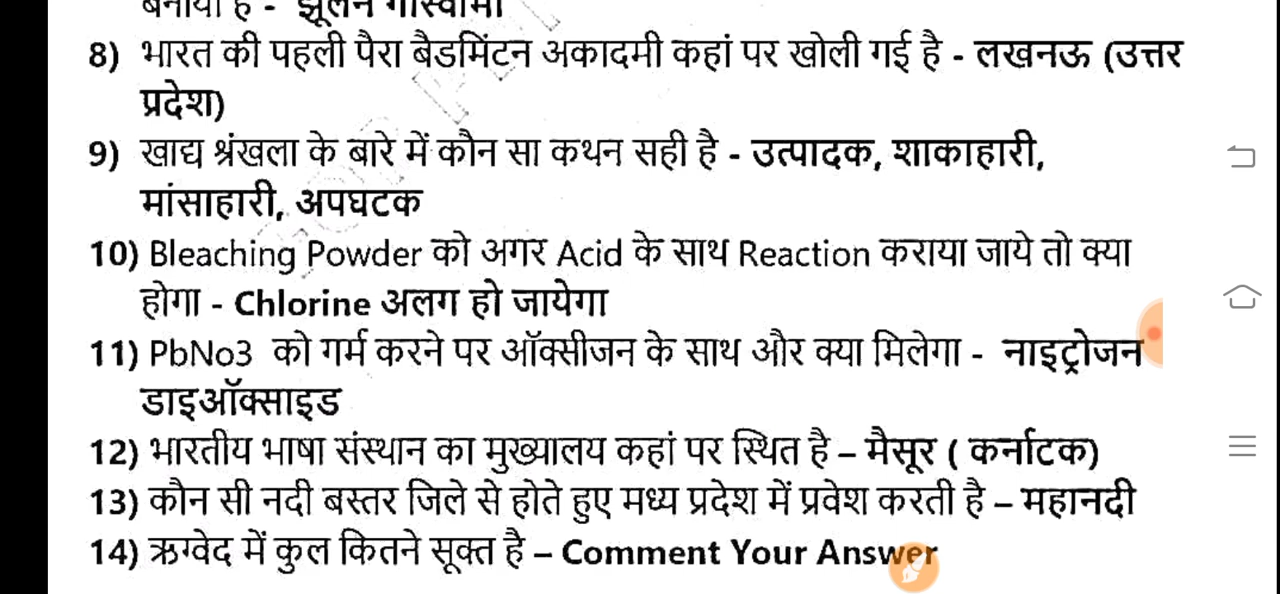 बनाया है - झूलन गोस्वामी
8) भारत की पहली पैरा बैडमिंटन अकादमी कहां पर खोली गई है - लखनऊ (उत्तर
प्रदेश)
9) खाद्य श्रंखला के बारे में कौन सा कथन सही है - उत्पादक, शाकाहारी,
मांसाहारी, अपघटक
10) Bleaching Powder को अगर Acid के साथ Reaction कराया जाये तो क्या
होगा - Chlorine अलग हो जायेगा
11) PbNo3 को गर्म करने पर ऑक्सीजन के साथ और क्या मिलेगा - नाइट्रोजन
डाइऑक्साइड
12) भारतीय भाषा संस्थान का मुख्यालय कहां पर स्थित है – मैसूर ( कर्नाटक)
13) कौन सी नदी बस्तर जिले से होते हुए मध्य प्रदेश में प्रवेश करती है – महानदी
14) ऋग्वेद में कुल कितने सूक्त है – Comment Your Answer